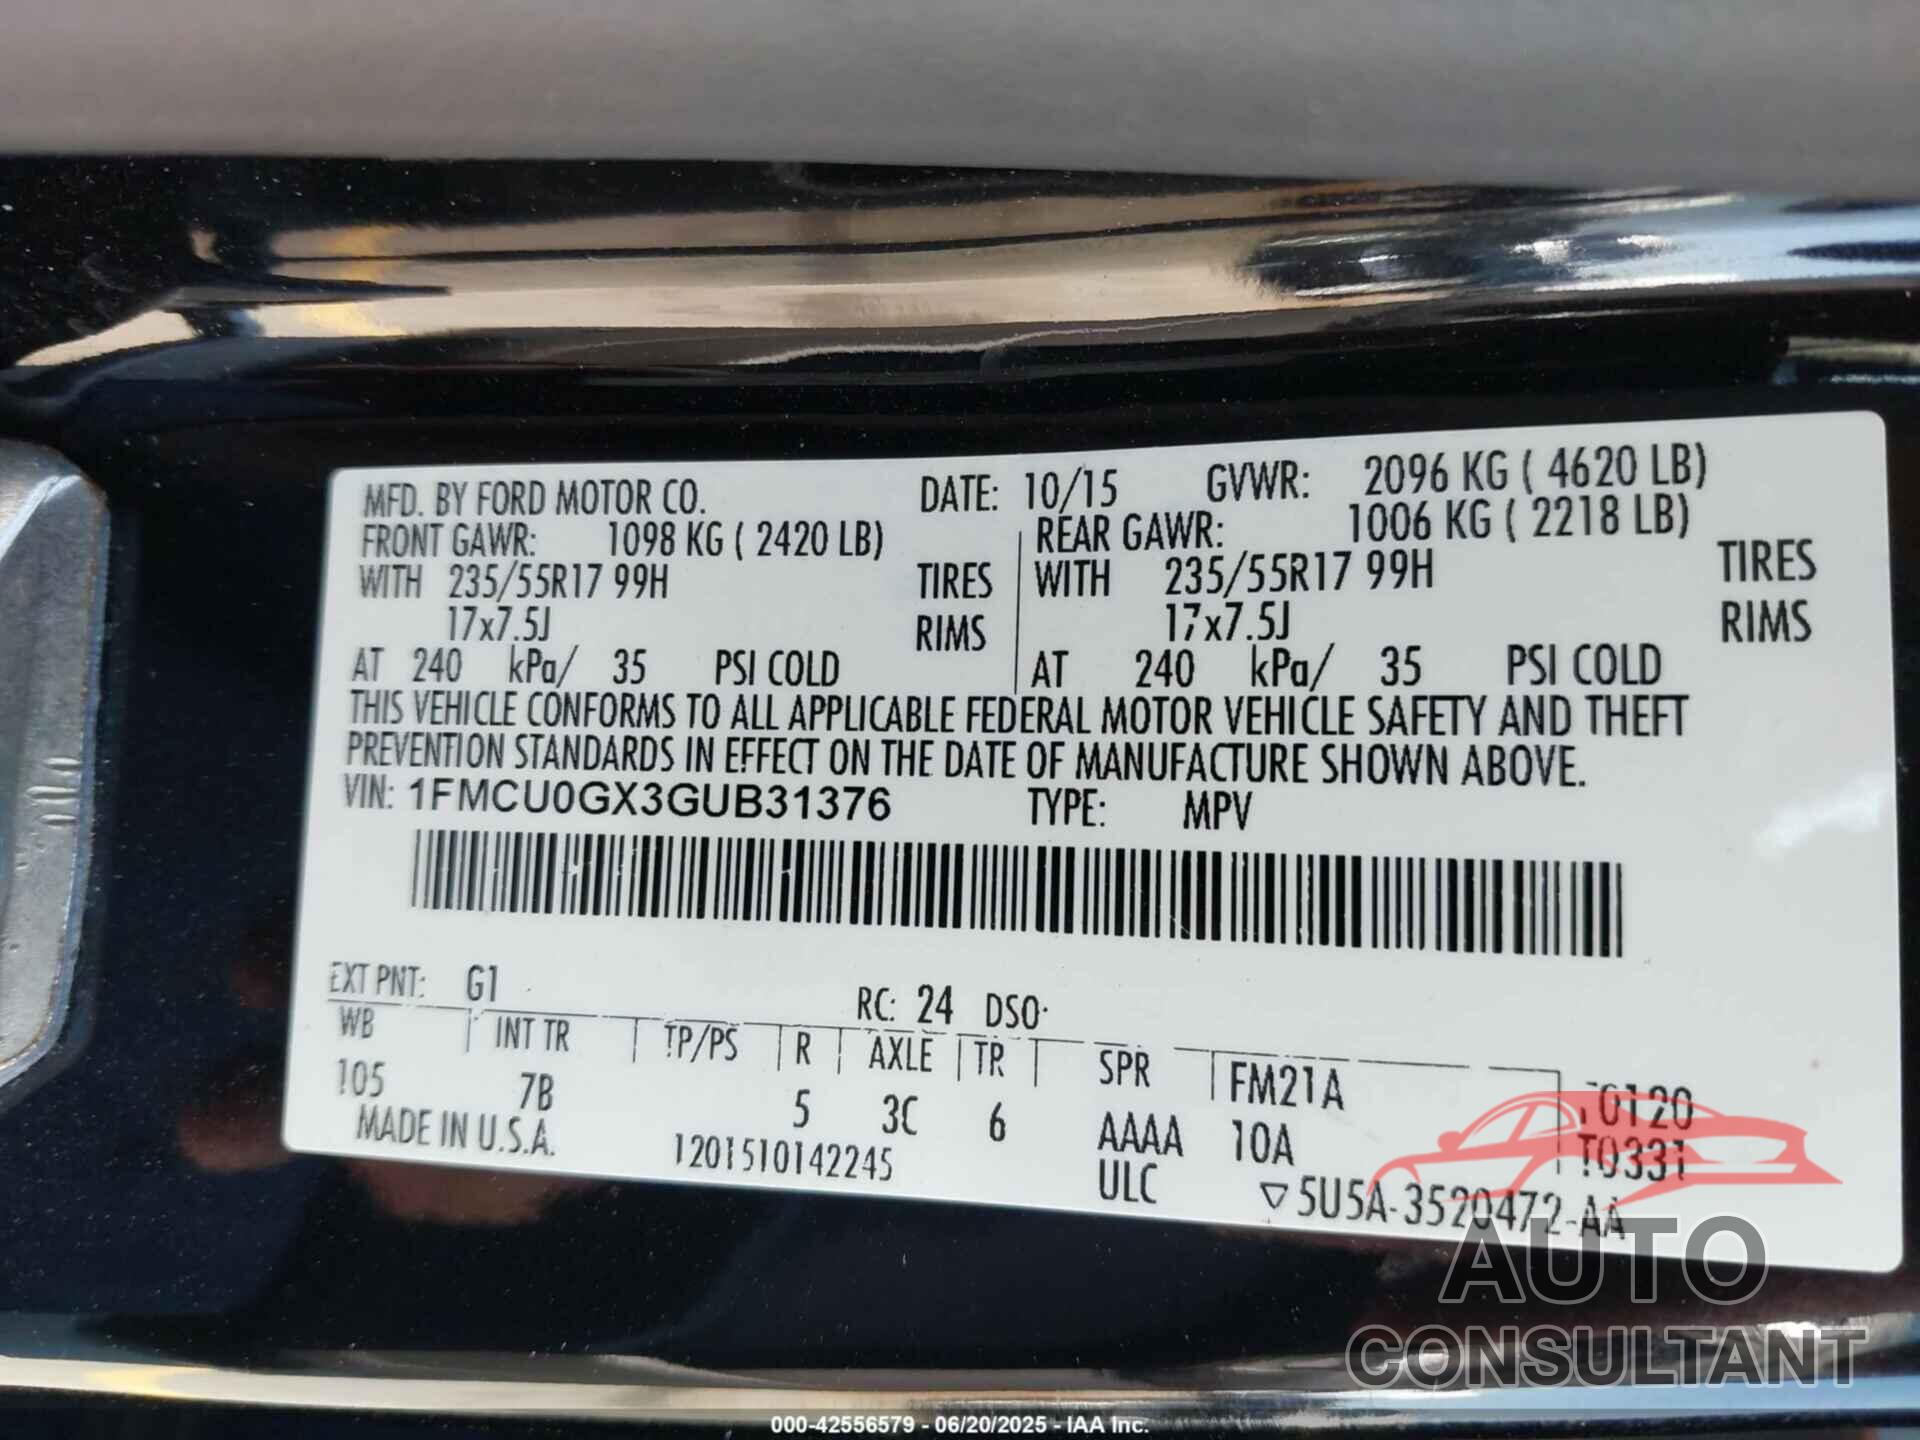 MFD. BY FORD MOTOR CO. DATE: 10/15 GVWR: 2096 KG ( 4620 LB)
FRONT GAWR: 1098 KG ( 2420 LB) REAR GAWR: 1006 KG ( 2218 LB)
WITH 235/55R17 99H TIRES WITH 235/55R17 99H TIRES
17x7.5J RIMS 17x7.5J RIMS
AT 240 kPa/ 35 PSI COLD AT 240 kPa/ 35 PSI COLD
THIS VEHICLE CONFORMS TO ALL APPLICABLE FEDERAL MOTOR VEHICLE SAFETY AND THEFT
PREVENTION STANDARDS IN EFFECT ON THE DATE OF MANUFACTURE SHOWN ABOVE.
VIN: 1FMCU0GX3GUB31376 TYPE: MPV
EXT PNT: G1 RC: 24 DSO:
WB INT TR TP/PS R AXLE TR SPR FM21A
105 7B 5 3C 6 AAAA 10A T0331
MADE IN U.S.A. 1201510142245 ULC ▽5U5A-3520472-AA
AUTO
CONSULTANT
000-42556579 - 06/20/2025 - IAA Inc.